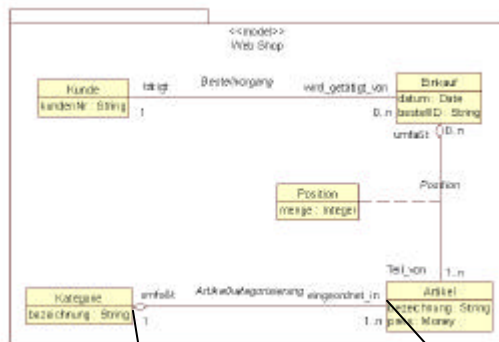 <<model>>
Web Shop
Kunde
kundenNr : String
tätigt
Bestellvorgang
wird_getätigt_von
1
0..n
Einkauf
datum : Date
bestellID : String
umfaßt
0..n
Position
Position
menge : Integer
Teil_von
1..n
Kategorie
bezeichnung : String
umfaßt
Artikelkategorisierung
eingeordnet_in
1
1..n
Artikel
bezeichnung : String
preis : Money